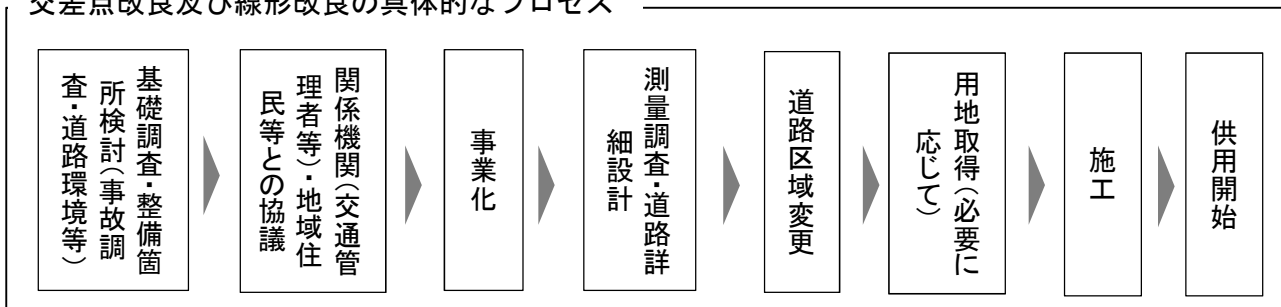 交差点改良及び線形改良の具体的なプロセス
基礎調査・整備箇
所検討（事故調
査・道路環境等）
関係機関（交通管
理者等）・地域住
民等との協議
事業化
測量調査・道路詳
細設計
道路区域変更
用地取得（必要に
応じて）
施工
供用開始